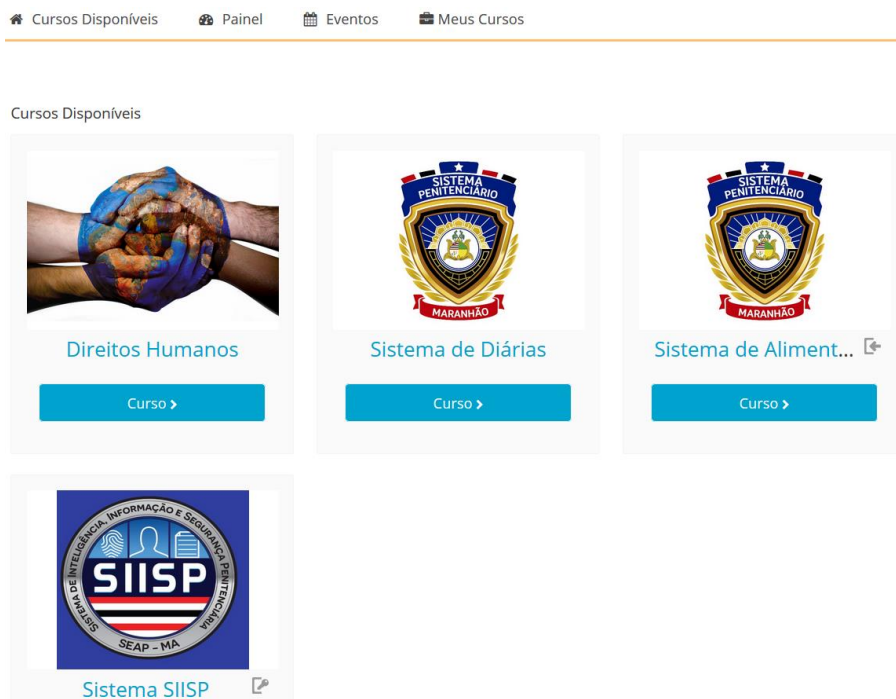 Cursos Disponíveis Painel Eventos Meus Cursos
Cursos Disponíveis
SISTEMA
PENITENCIÁRIO
MARANHÃO
SISTEMA
PENITENCIÁRIO
MARANHÃO
Direitos Humanos Sistema de Diárias Sistema de Aliment...
Curso Curso Curso
SISTEMA DE INTELIGÊNCIA, INFORMAÇÃO E SEGURANÇA PENITENCIÁRIA
SIISP
SEAP - MA
Sistema SIISP